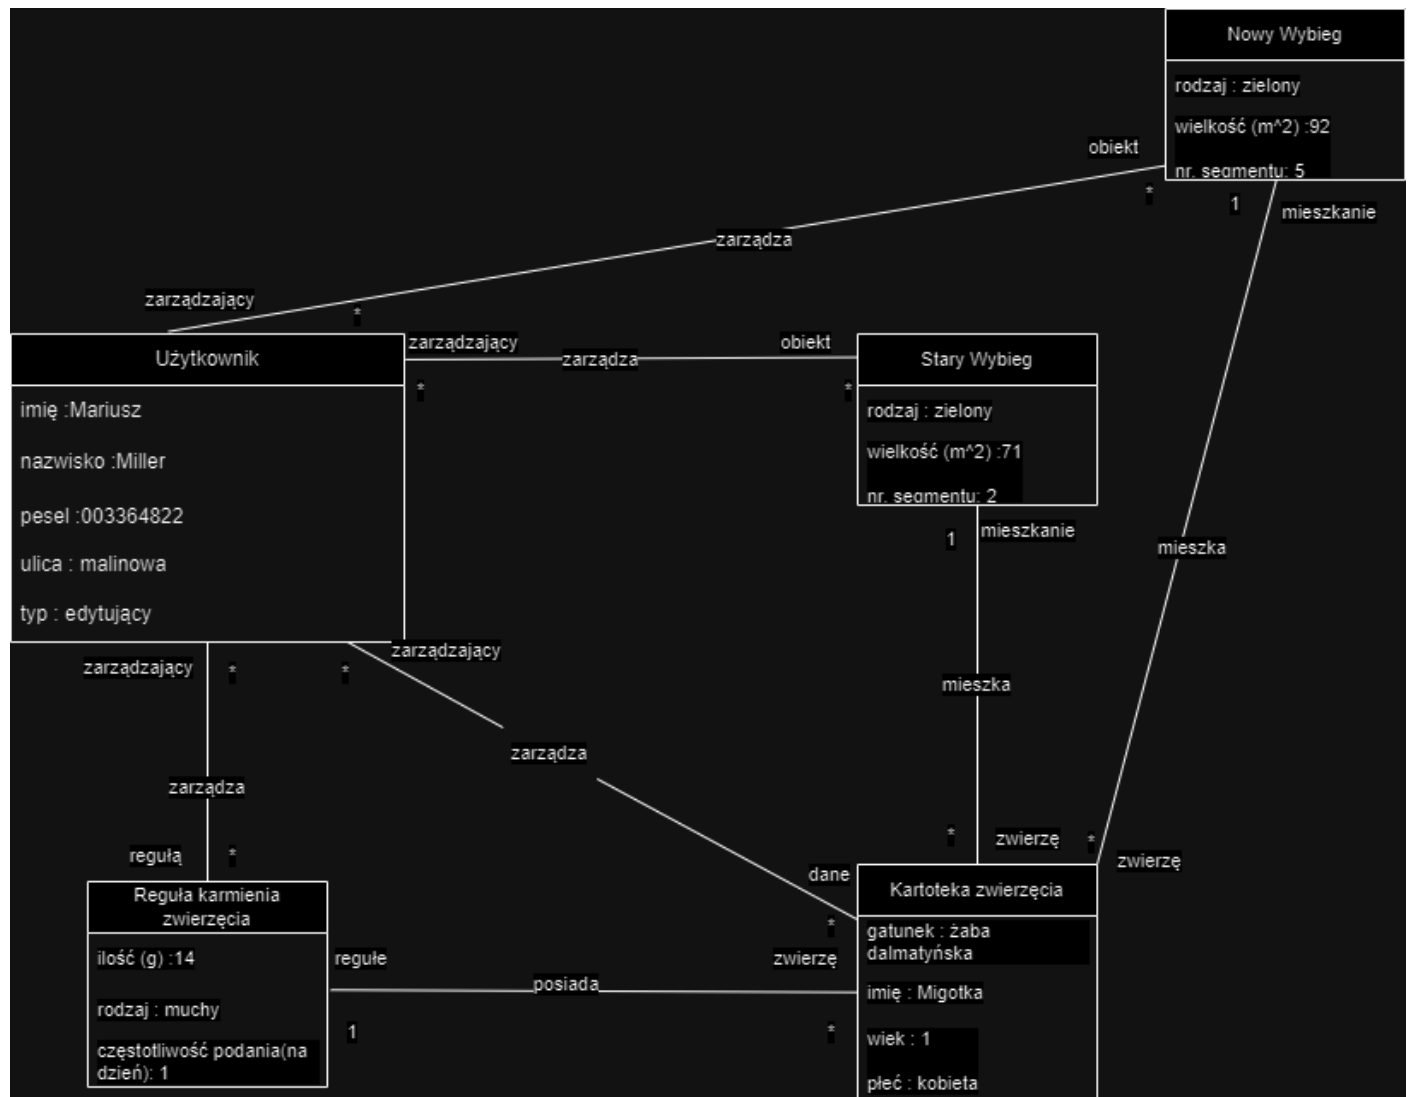 Nowy Wybieg
rodzaj : zielony
wielkość (m^2) :92
nr. segmentu: 5
obiekt
*
1
mieszkanie
zarządza
zarządzający
*
Użytkownik
imię :Mariusz
nazwisko :Miller
pesel :003364822
ulica : malinowa
typ : edytujący
zarządzający
*
zarządza
obiekt
*
Stary Wybieg
rodzaj : zielony
wielkość (m^2) :71
nr. segmentu: 2
1
mieszkanie
mieszka
mieszka
zarządzający
*
*
zarządzający
zarządza
zarządza
regułą
*
dane
*
*
zwierzę
*
zwierzę
Reguła karmienia
zwierzęcia
ilość (g) :14
rodzaj : muchy
częstotliwość podania(na
dzień): 1
regułe
1
posiada
zwierzę
*
Kartoteka zwierzęcia
gatunek : żaba
dalmatyńska
imię : Migotka
wiek : 1
płeć : kobieta